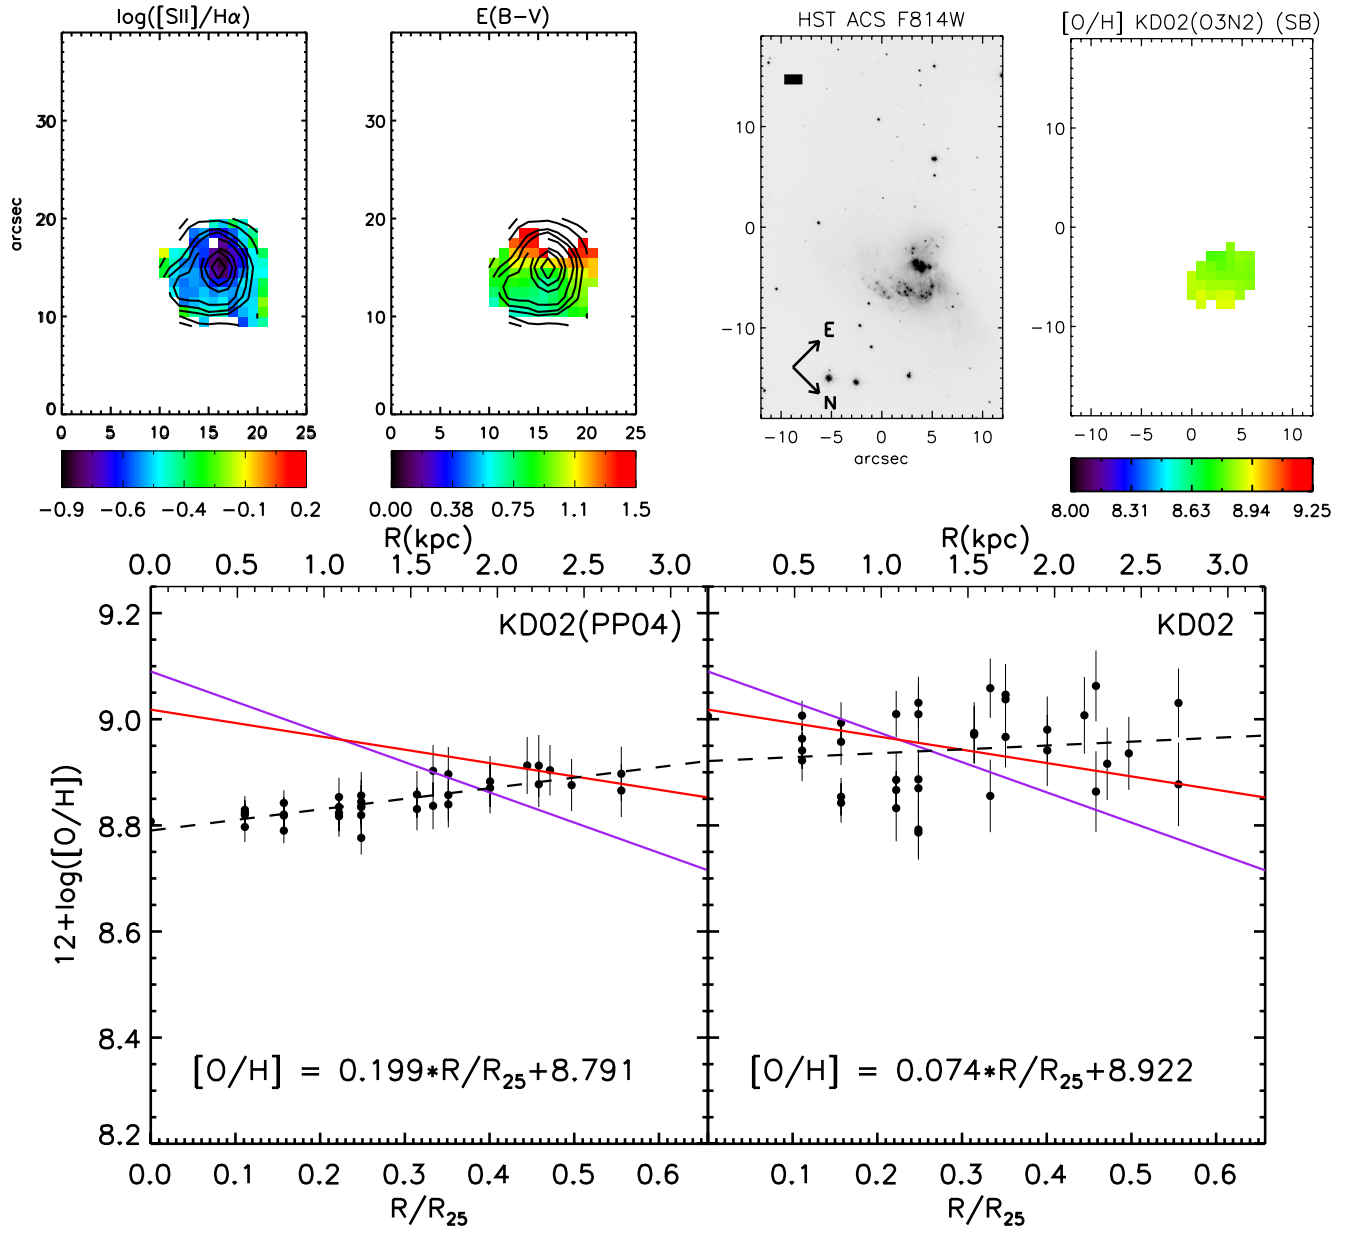 log([SII]/Hα)
E(B−V)
HST ACS F814W
[O/H] KD02(O3N2) (SB)
30
20
10
0
arcsec
0 5 10 15 20 25
−0.9 −0.6 −0.4 −0.1 0.2
30
20
10
0
0 5 10 15 20 25
0.00 0.38 0.75 1.1 1.5
10
0
−10
E
N
−10 −5 0 5 10
arcsec
10
0
−10
−10 −5 0 5 10
8.00 8.31 8.63 8.94 9.25
R(kpc)
0.0 0.5 1.0 1.5 2.0 2.5 3.0
R(kpc)
0.5 1.0 1.5 2.0 2.5 3.0
9.2
9.0
8.8
8.6
8.4
8.2
12+log([O/H])
KD02(PP04)
[O/H] = 0.199*R/R25+8.791
0.0 0.1 0.2 0.3 0.4 0.5 0.6
R/R25
KD02
[O/H] = 0.074*R/R25+8.922
0.1 0.2 0.3 0.4 0.5 0.6
R/R25